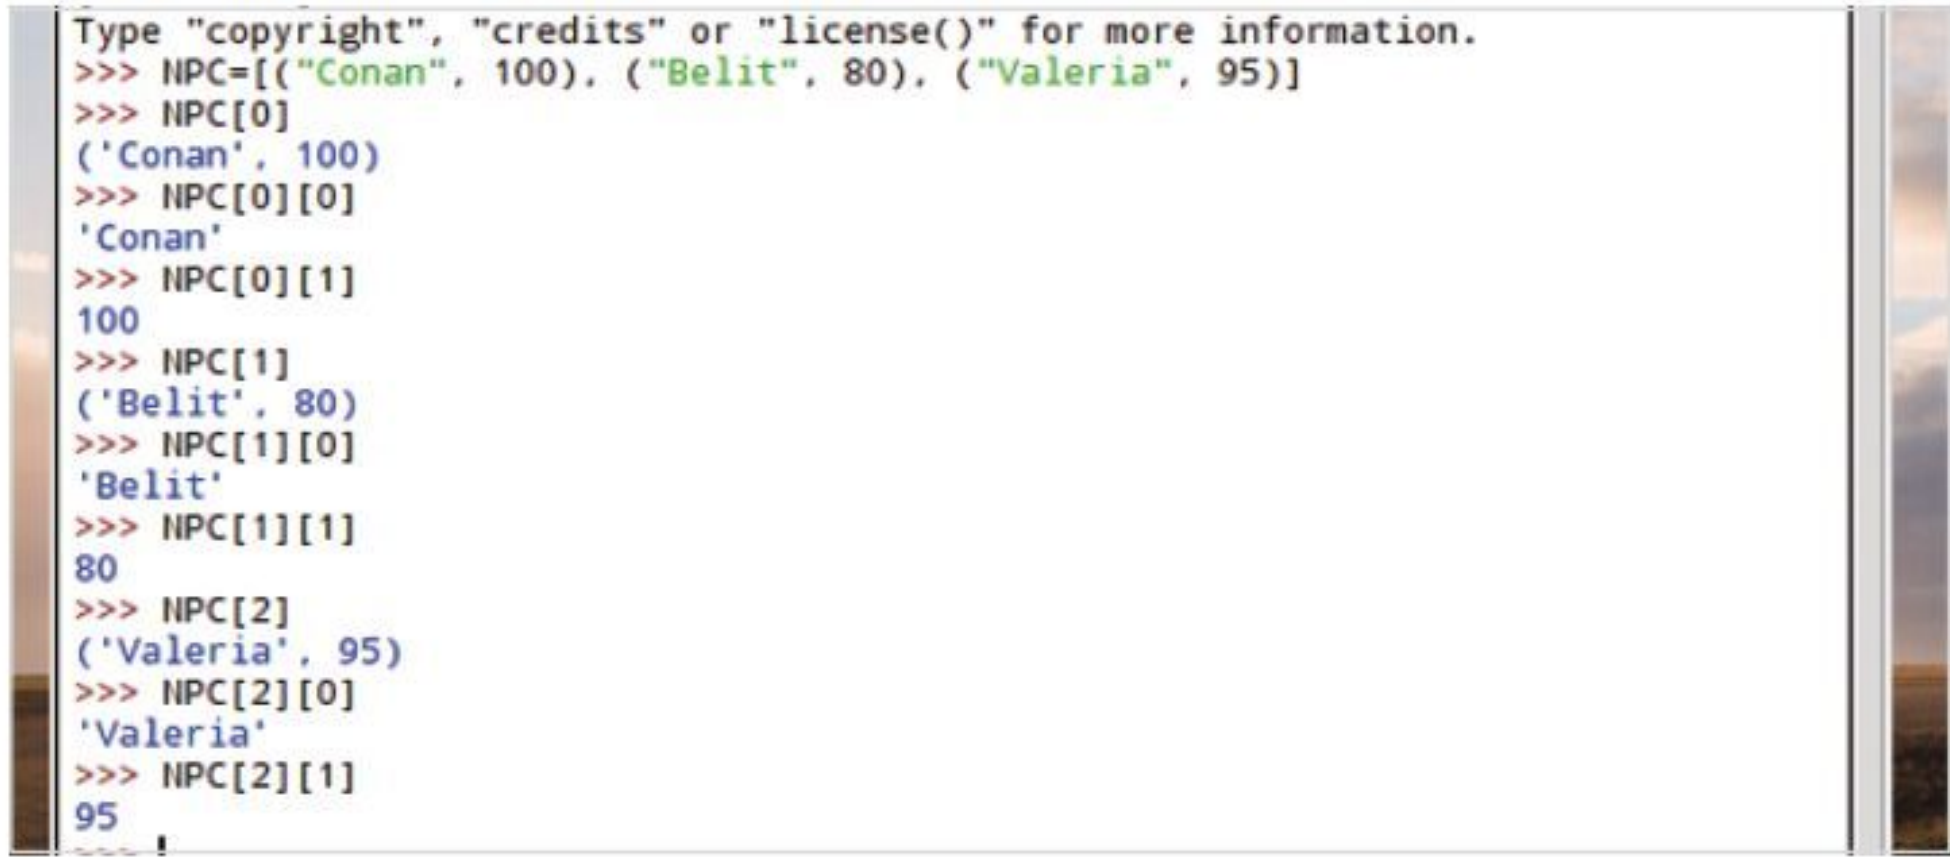 Type "copyright", "credits" or "license()" for more information.
>>> NPC=[("Conan", 100), ("Belit", 80), ("Valeria", 95)]
>>> NPC[0]
('Conan', 100)
>>> NPC[0][0]
'Conan'
>>> NPC[0][1]
100
>>> NPC[1]
('Belit', 80)
>>> NPC[1][0]
'Belit'
>>> NPC[1][1]
80
>>> NPC[2]
('Valeria', 95)
>>> NPC[2][0]
'Valeria'
>>> NPC[2][1]
95
>>>